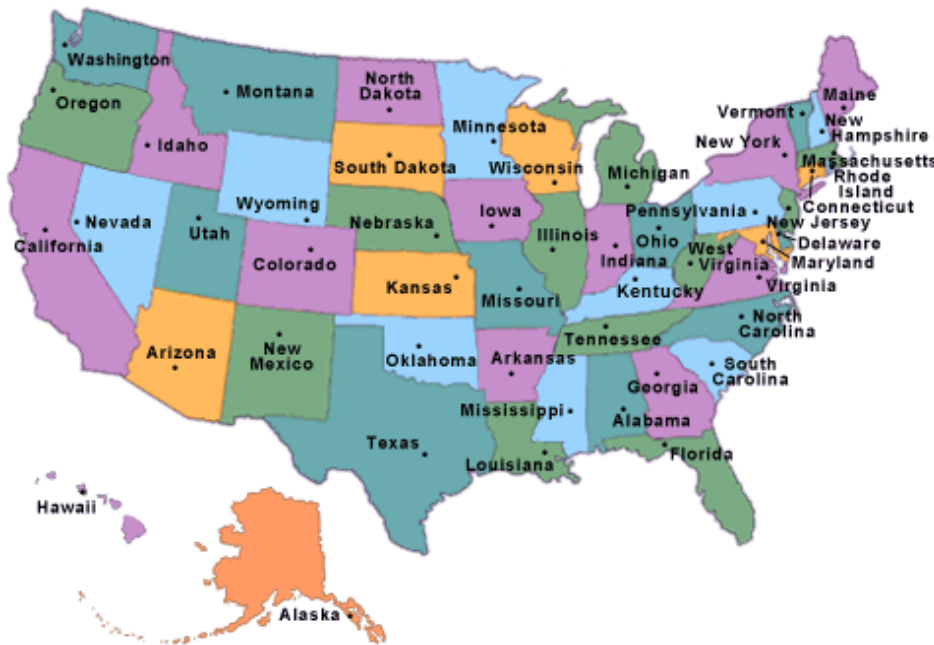 Washington
Oregon
Montana
Idaho
North
Dakota
Minnesota
South Dakota
Wisconsin
Wyoming
Michigan
Vermont
Maine
New
Hampshire
New York
Massachusetts
Rhode
Island
Connecticut
New Jersey
Delaware
Maryland
Pennsylvania
Nevada
Utah
California
Colorado
Nebraska
Iowa
Illinois
Indiana
Ohio
West
Virginia
Virginia
Kansas
Missouri
Kentucky
North
Carolina
Tennessee
South
Carolina
Arizona
New
Mexico
Oklahoma
Arkansas
Georgia
Mississippi
Alabama
Texas
Louisiana
Florida
Hawaii
Alaska